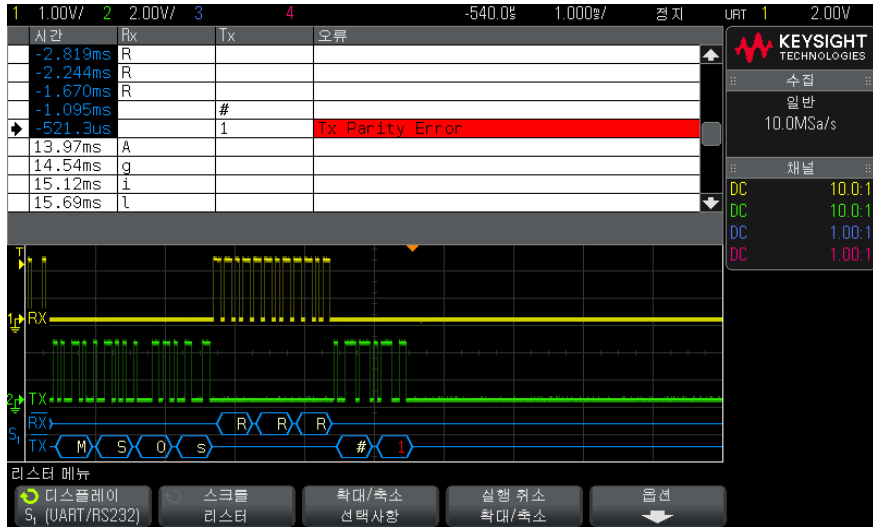 1 1.00V/ 2 2.00V/ 3 4 -540.0㎲ 1.000㎳/ 정지 URT 1 2.00V
시간 Rx Tx 오류
-2.819ms R
-2.244ms R
-1.670ms R
-1.095ms #
-521.3us 1 Tx Parity Error
13.97ms A
14.54ms g
15.12ms i
15.69ms l
KEYSIGHT
TECHNOLOGIES
수집
일반
10.0MSa/s
채널
DC 10.0:1
DC 10.0:1
DC 1.00:1
DC 1.00:1
T
1 RX
2 TX
S1 RX R R R
TX M S O s # 1
리스터 메뉴
디스플레이
S1 (UART/RS232)
스크롤
리스터
확대/축소
선택사항
실행 취소
확대/축소
옵션